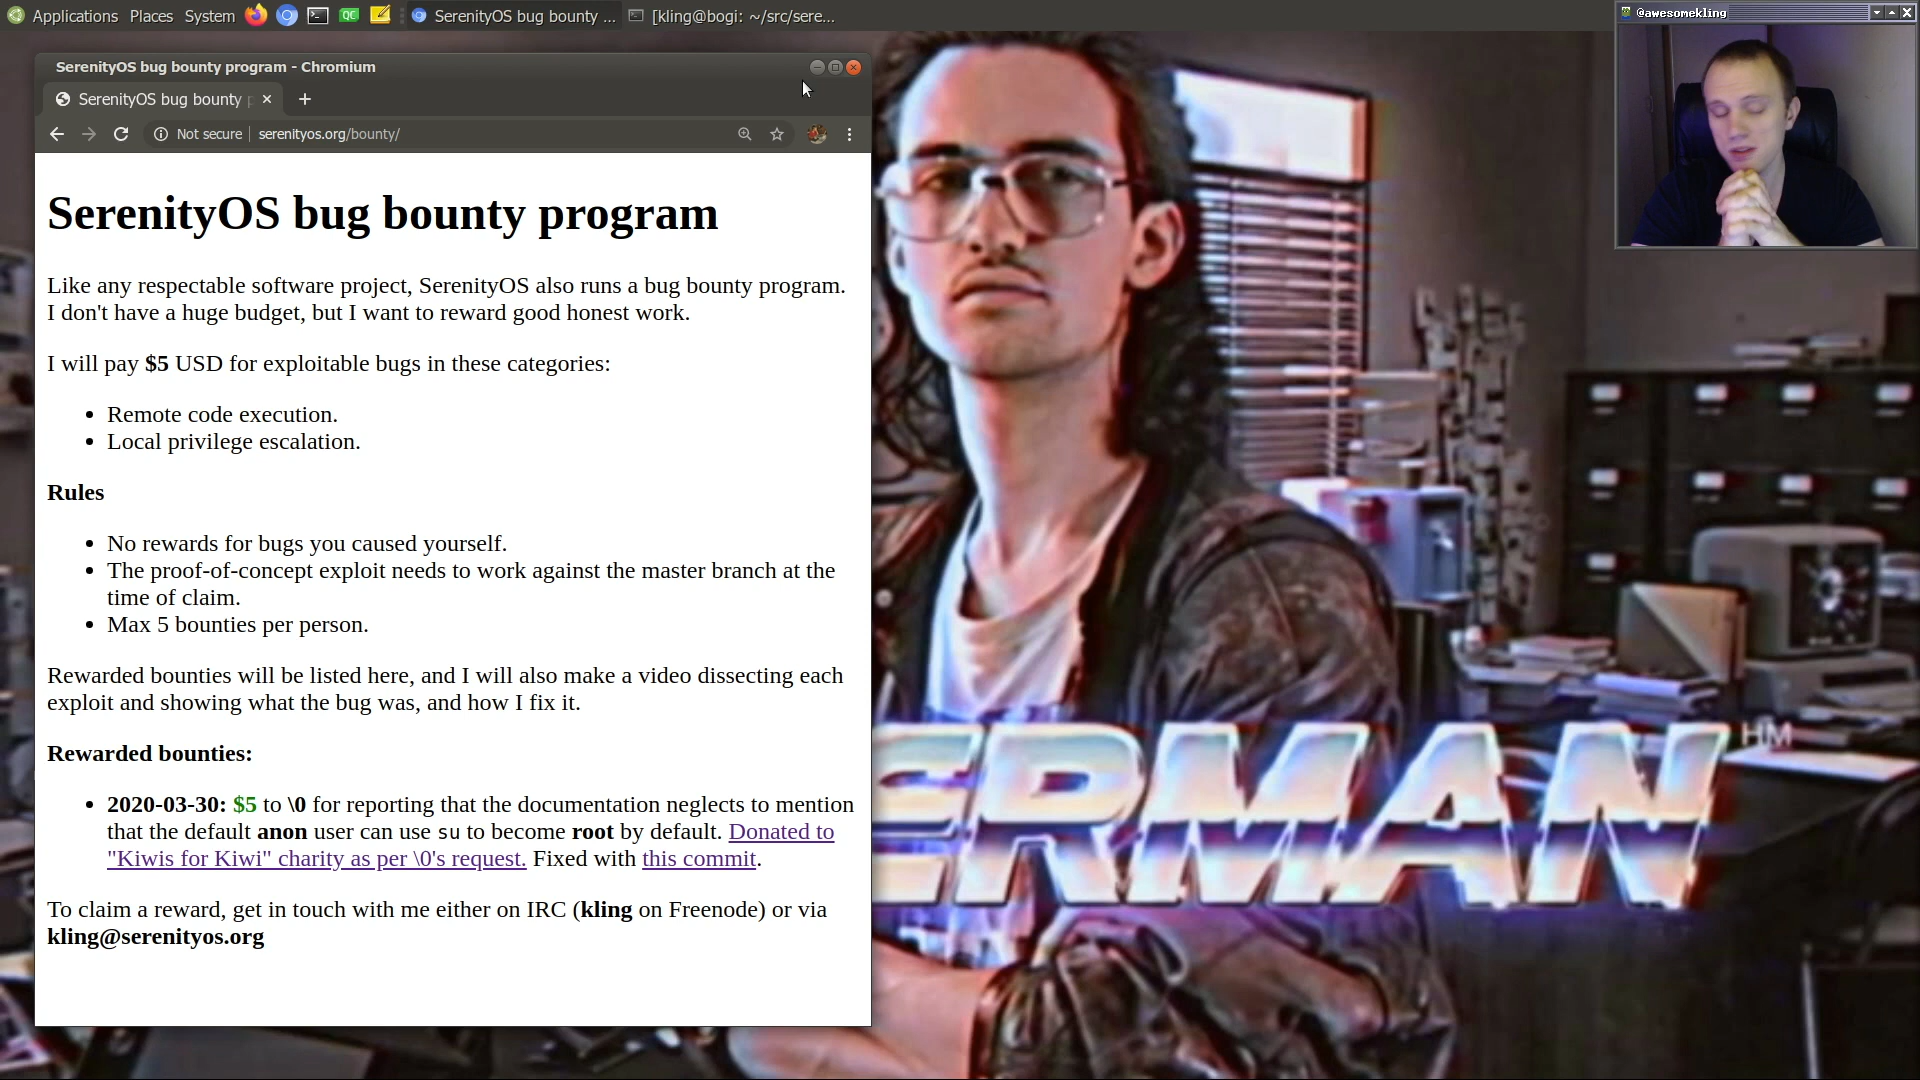 Applications Places System QC SerenityOS bug bounty ... [kling@bogi: ~/src/sere...
@awesomekling
SerenityOS bug bounty program - Chromium
SerenityOS bug bounty
Not secure serenityos.org/bounty/
SerenityOS bug bounty program
Like any respectable software project, SerenityOS also runs a bug bounty program.
I don't have a huge budget, but I want to reward good honest work.
I will pay $5 USD for exploitable bugs in these categories:
• Remote code execution.
• Local privilege escalation.
Rules
• No rewards for bugs you caused yourself.
• The proof-of-concept exploit needs to work against the master branch at the
time of claim.
• Max 5 bounties per person.
Rewarded bounties will be listed here, and I will also make a video dissecting each
exploit and showing what the bug was, and how I fix it.
Rewarded bounties:
• 2020-03-30: $5 to \0 for reporting that the documentation neglects to mention
that the default anon user can use su to become root by default. Donated to
"Kiwis for Kiwi" charity as per \0's request. Fixed with this commit.
To claim a reward, get in touch with me either on IRC (kling on Freenode) or via
kling@serenityos.org
ERMAN HM